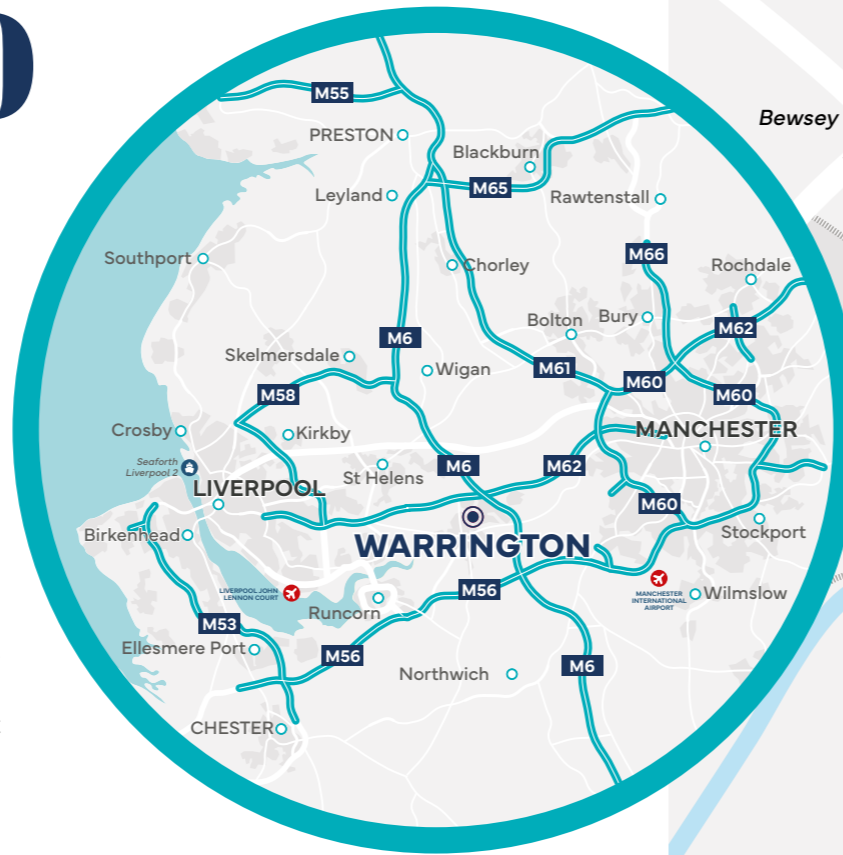 M55
PRESTON
Blackburn
Bewsey
Leyland
M65
Rawtenstall
Southport
Chorley
M66
Rochdale
Bolton
Bury
M62
M6
Skelmersdale
Wigan
M61
M60
M58
M60
Crosby
Kirkby
MANCHESTER
Seaforth
Liverpool 2
St Helens
M6
M62
LIVERPOOL
M60
Birkenhead
WARRINGTON
Stockport
LIVERPOOL JOHN
LENNON COURT
Runcorn
M56
MANCHESTER
INTERNATIONAL
AIRPORT
Wilmslow
M53
Ellesmere Port
M56
Northwich
M6
CHESTER